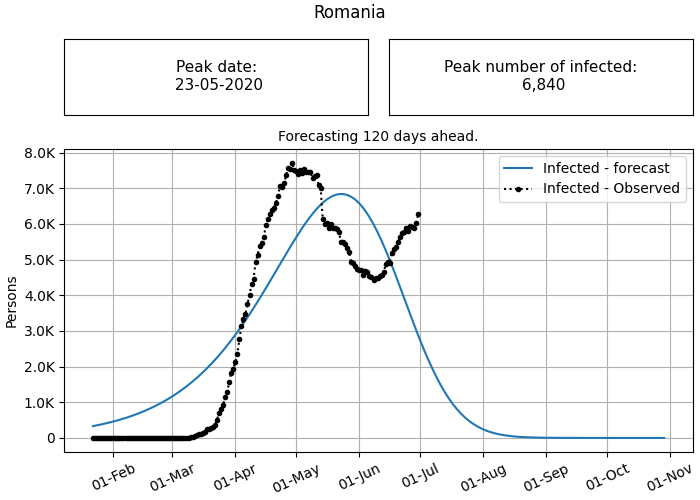 Romania
Peak date:
23-05-2020
Peak number of infected:
6,840
Forecasting 120 days ahead.
Infected - forecast
Infected - Observed
Persons
8.0K
7.0K
6.0K
5.0K
4.0K
3.0K
2.0K
1.0K
0
01-Feb 01-Mar 01-Apr 01-May 01-Jun 01-Jul 01-Aug 01-Sep 01-Oct 01-Nov